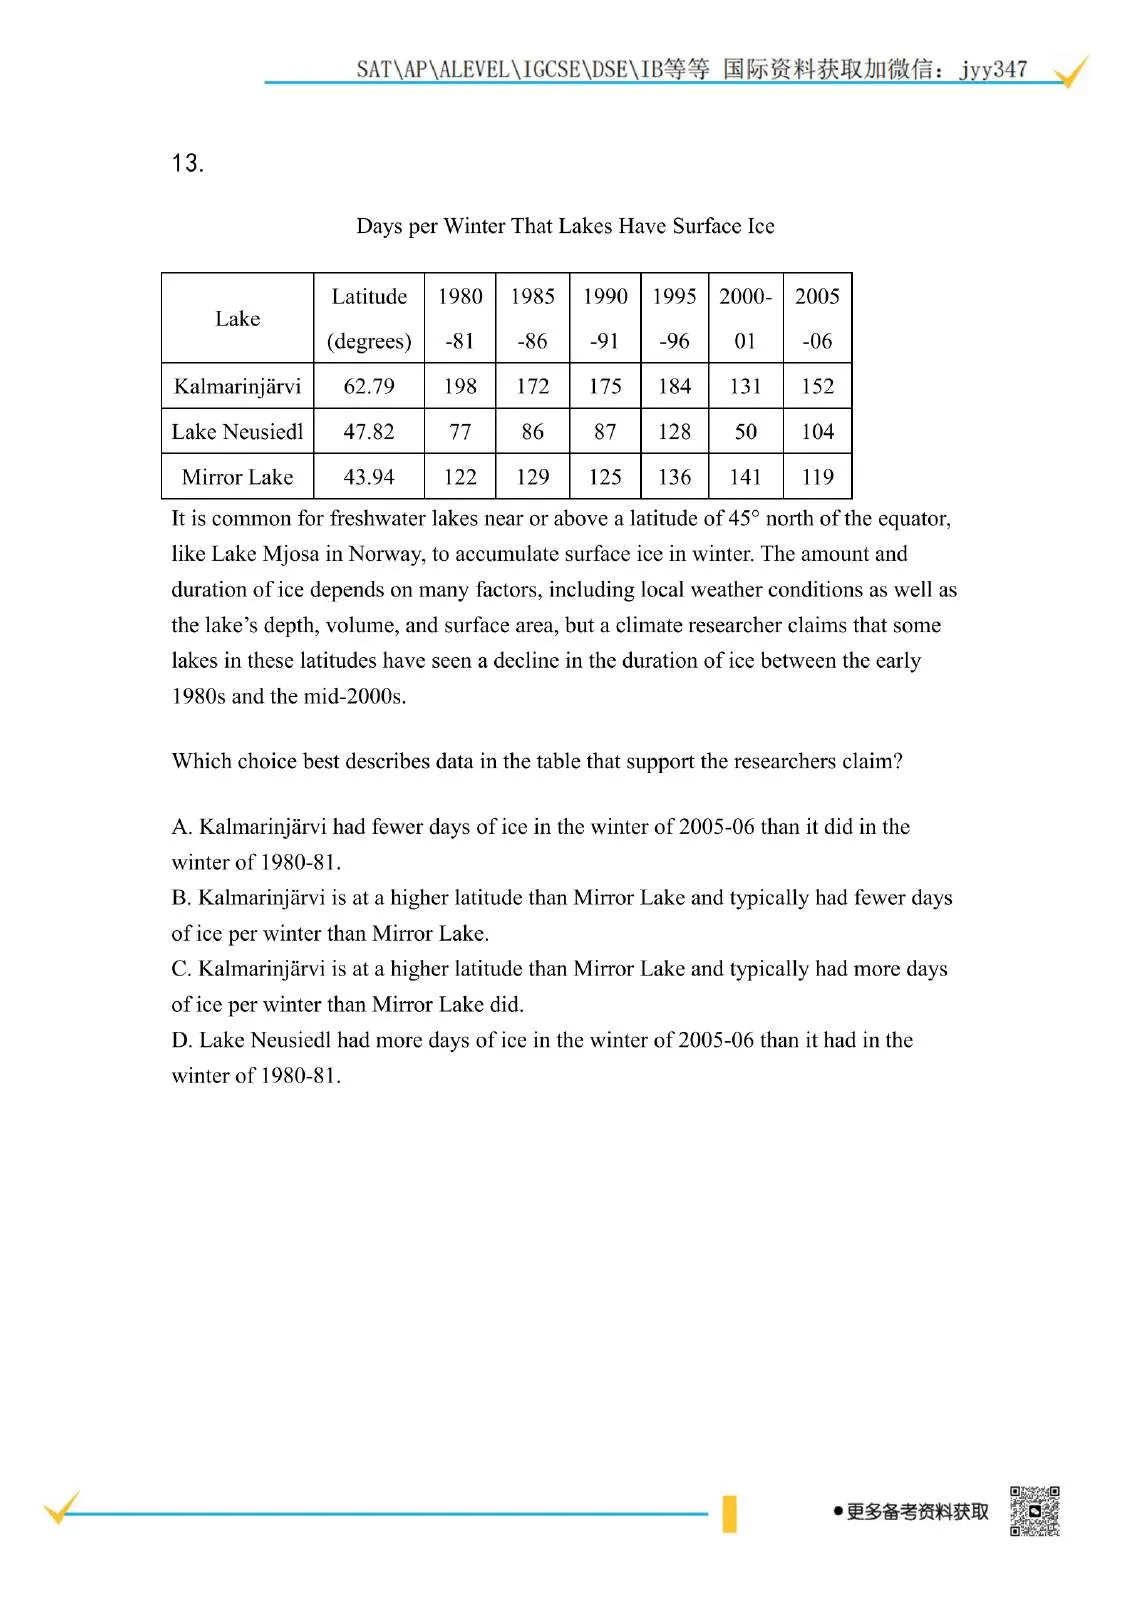 SAT\AP\ALEVEL\IGCSE\DSE\IB等等 国际资料获取加微信：jyy347
13.
Days per Winter That Lakes Have Surface Ice
Lake Latitude (degrees) 1980-81 1985-86 1990-91 1995-96 2000-01 2005-06
Kalmarinjärvi 62.79 198 172 175 184 131 152
Lake Neusiedl 47.82 77 86 87 128 50 104
Mirror Lake 43.94 122 129 125 136 141 119
It is common for freshwater lakes near or above a latitude of 45° north of the equator,
like Lake Mjosa in Norway, to accumulate surface ice in winter. The amount and
duration of ice depends on many factors, including local weather conditions as well as
the lake's depth, volume, and surface area, but a climate researcher claims that some
lakes in these latitudes have seen a decline in the duration of ice between the early
1980s and the mid-2000s.
Which choice best describes data in the table that support the researchers claim?
A. Kalmarinjärvi had fewer days of ice in the winter of 2005-06 than it did in the
winter of 1980-81.
B. Kalmarinjärvi is at a higher latitude than Mirror Lake and typically had fewer days
of ice per winter than Mirror Lake.
C. Kalmarinjärvi is at a higher latitude than Mirror Lake and typically had more days
of ice per winter than Mirror Lake did.
D. Lake Neusiedl had more days of ice in the winter of 2005-06 than it had in the
winter of 1980-81.
●更多备考资料获取